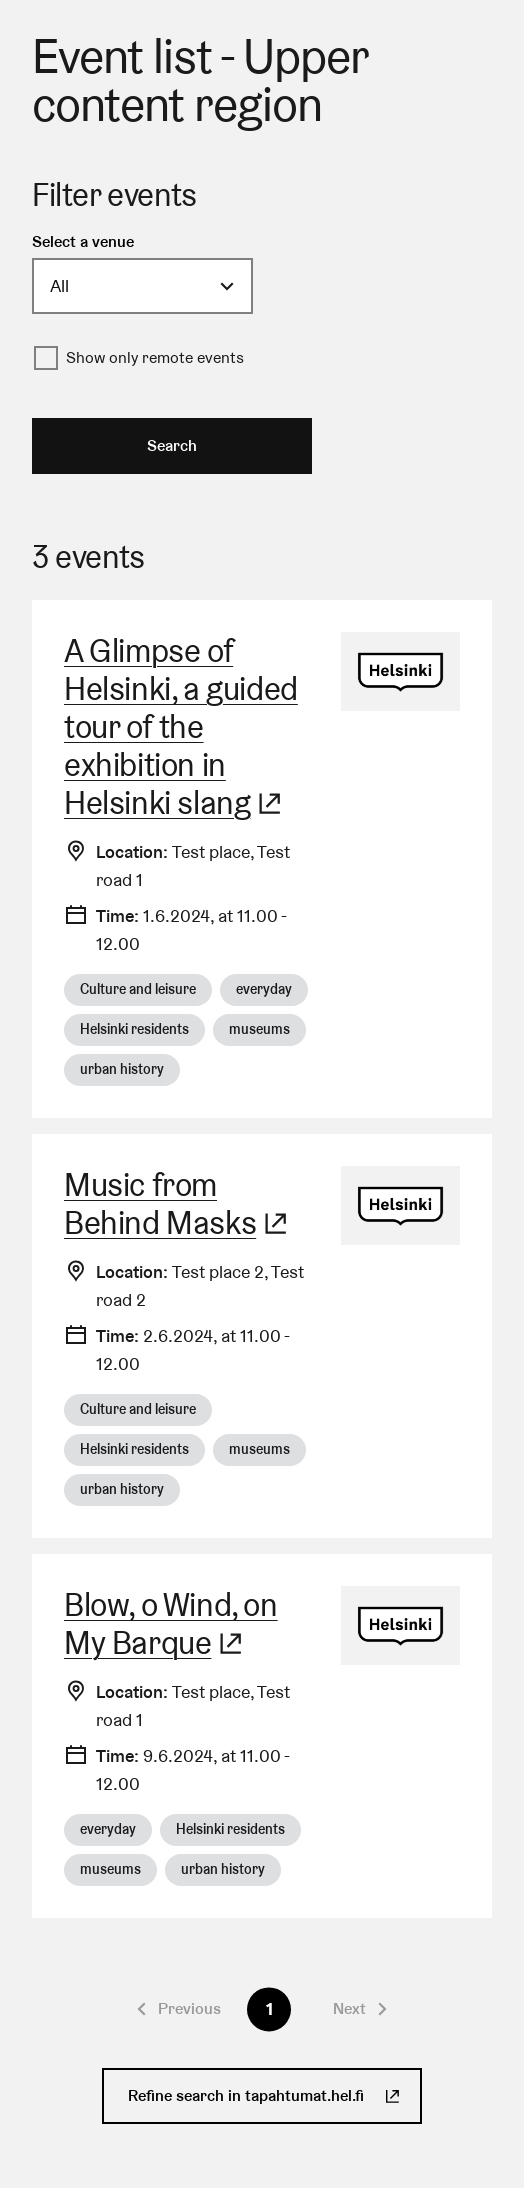 Event list - Upper
content region
Filter events
Select a venue
All
Show only remote events
Search
3 events
A Glimpse of
Helsinki, a guided
tour of the
exhibition in
Helsinki slang
Helsinki
Location: Test place, Test
road 1
Time: 1.6.2024, at 11.00 -
12.00
Culture and leisure everyday
Helsinki residents museums
urban history
Music from
Behind Masks
Helsinki
Location: Test place 2, Test
road 2
Time: 2.6.2024, at 11.00 -
12.00
Culture and leisure
Helsinki residents museums
urban history
Blow, o Wind, on
My Barque
Helsinki
Location: Test place, Test
road 1
Time: 9.6.2024, at 11.00 -
12.00
everyday Helsinki residents
museums urban history
Previous 1 Next
Refine search in tapahtumat.hel.fi